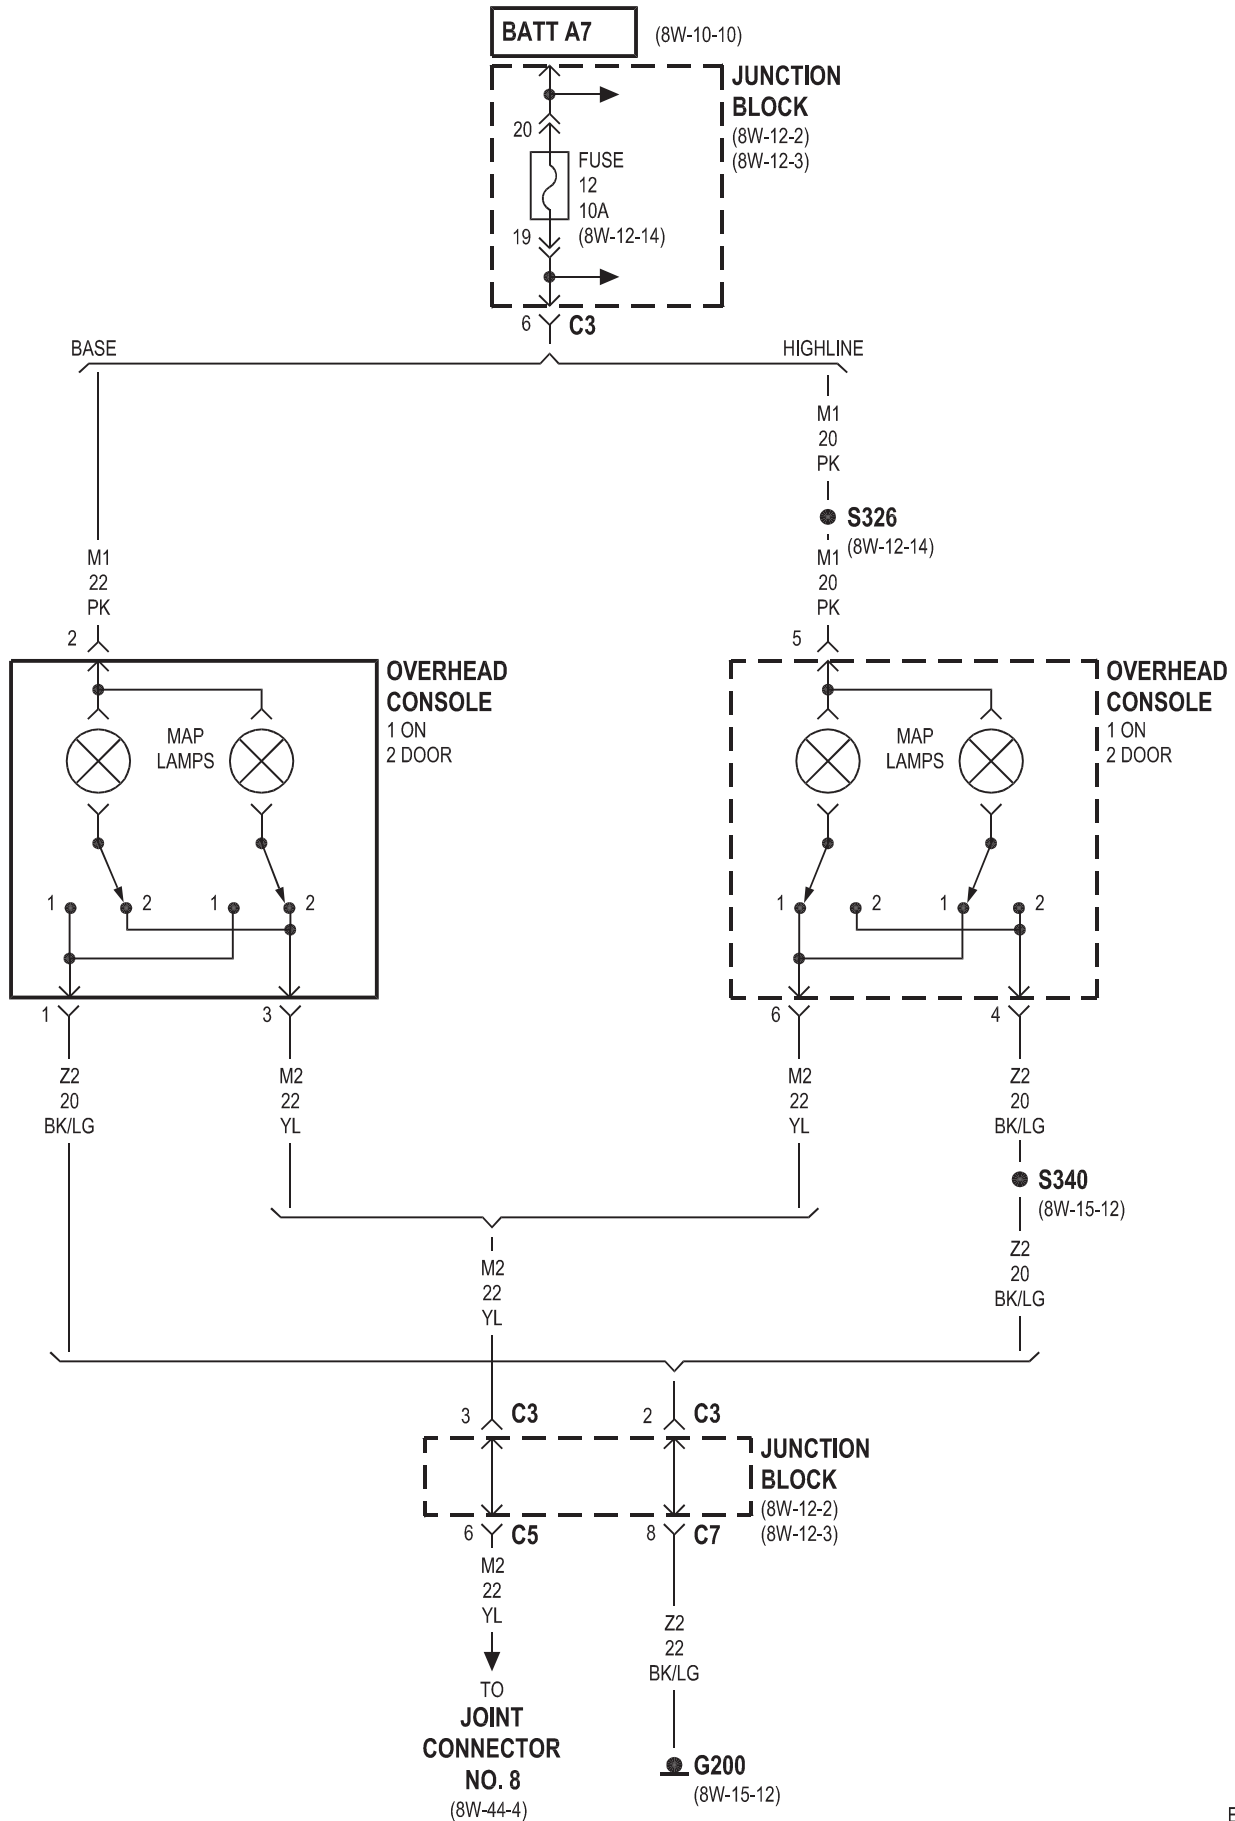 BATT A7
(8W-10-10)
JUNCTION
BLOCK
(8W-12-2)
(8W-12-3)
20
FUSE
12
10A
(8W-12-14)
19
6
C3
BASE
HIGHLINE
M1
20
PK
S326
(8W-12-14)
M1
22
PK
M1
20
PK
2
5
OVERHEAD
CONSOLE
1 ON
2 DOOR
MAP
LAMPS
OVERHEAD
CONSOLE
1 ON
2 DOOR
MAP
LAMPS
1
2
1
2
1
2
1
2
1
3
6
4
Z2
20
BK/LG
M2
22
YL
M2
22
YL
Z2
20
BK/LG
S340
(8W-15-12)
Z2
20
BK/LG
M2
22
YL
3
C3
2
C3
JUNCTION
BLOCK
(8W-12-2)
(8W-12-3)
6
C5
8
C7
M2
22
YL
Z2
22
BK/LG
TO
JOINT
CONNECTOR
NO. 8
(8W-44-4)
G200
(8W-15-12)